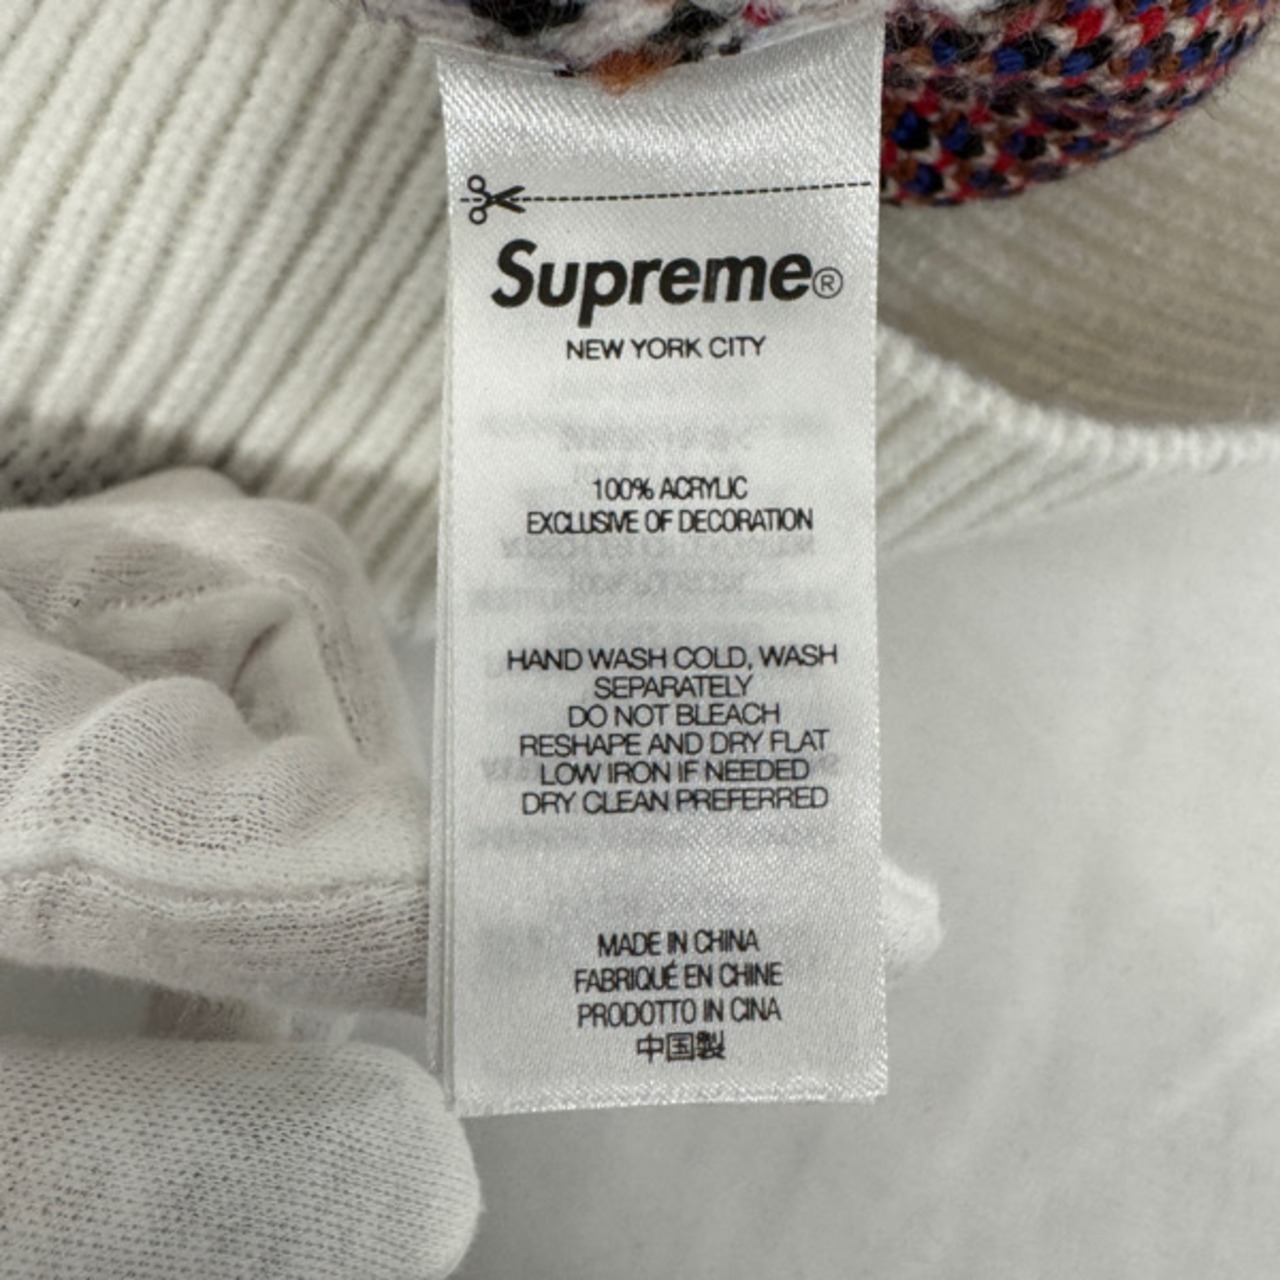 Supreme®
NEW YORK CITY
100% ACRYLIC
EXCLUSIVE OF DECORATION
HAND WASH COLD, WASH
SEPARATELY
DO NOT BLEACH
RESHAPE AND DRY FLAT
LOW IRON IF NEEDED
DRY CLEAN PREFERRED
MADE IN CHINA
FABRIQUÉ EN CHINE
PRODOTTO IN CINA
中国製